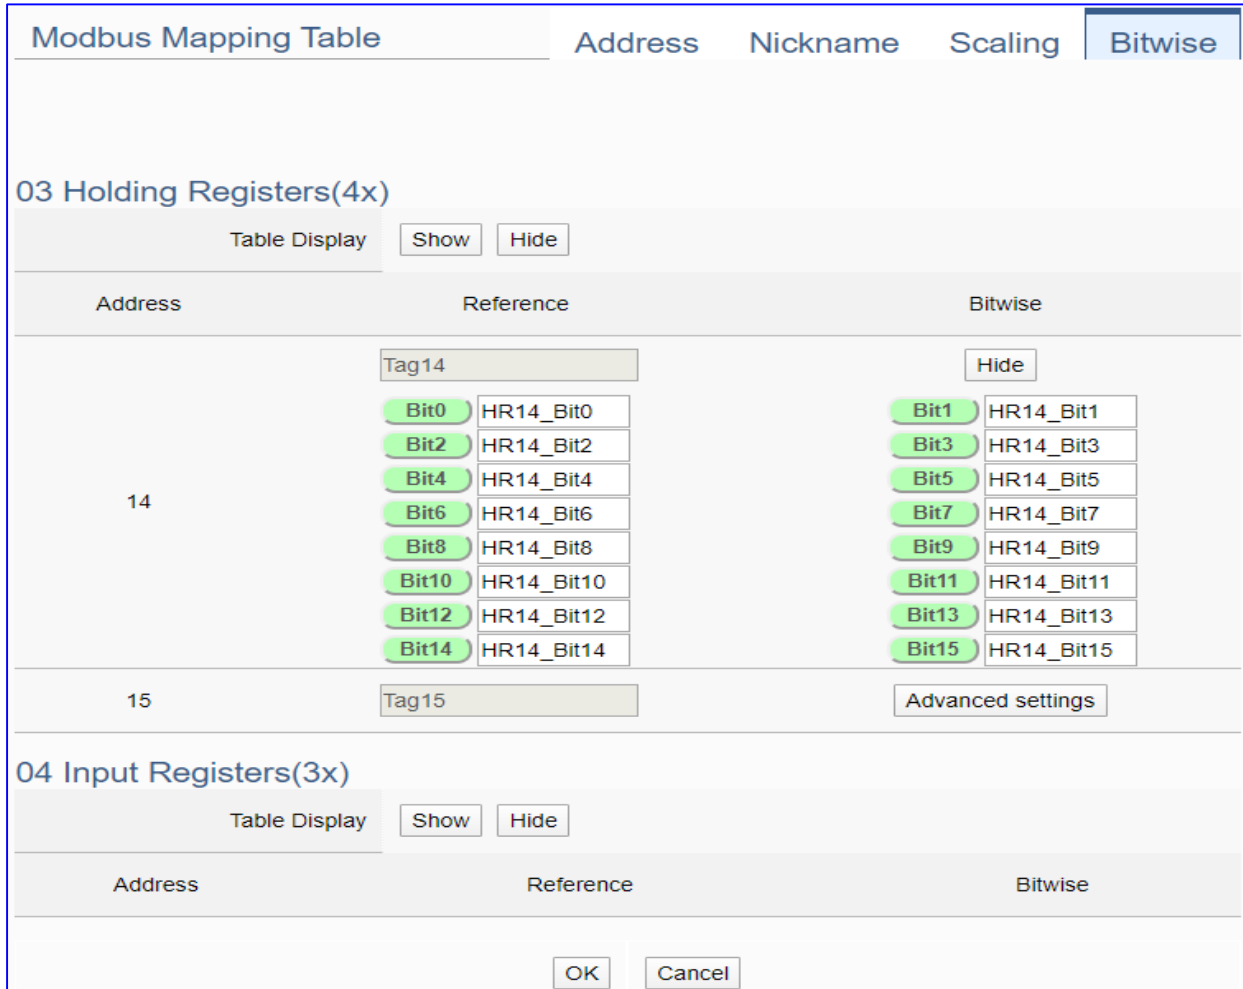 Modbus Mapping Table Address Nickname Scaling Bitwise
03 Holding Registers(4x)
Table Display Show Hide
Address Reference Bitwise
Tag14 Hide
Bit0 HR14_Bit0 Bit1 HR14_Bit1
Bit2 HR14_Bit2 Bit3 HR14_Bit3
Bit4 HR14_Bit4 Bit5 HR14_Bit5
14
Bit6 HR14_Bit6 Bit7 HR14_Bit7
Bit8 HR14_Bit8 Bit9 HR14_Bit9
Bit10 HR14_Bit10 Bit11 HR14_Bit11
Bit12 HR14_Bit12 Bit13 HR14_Bit13
Bit14 HR14_Bit14 Bit15 HR14_Bit15
15 Tag15 Advanced settings
04 Input Registers(3x)
Table Display Show Hide
Address Reference Bitwise
OK Cancel